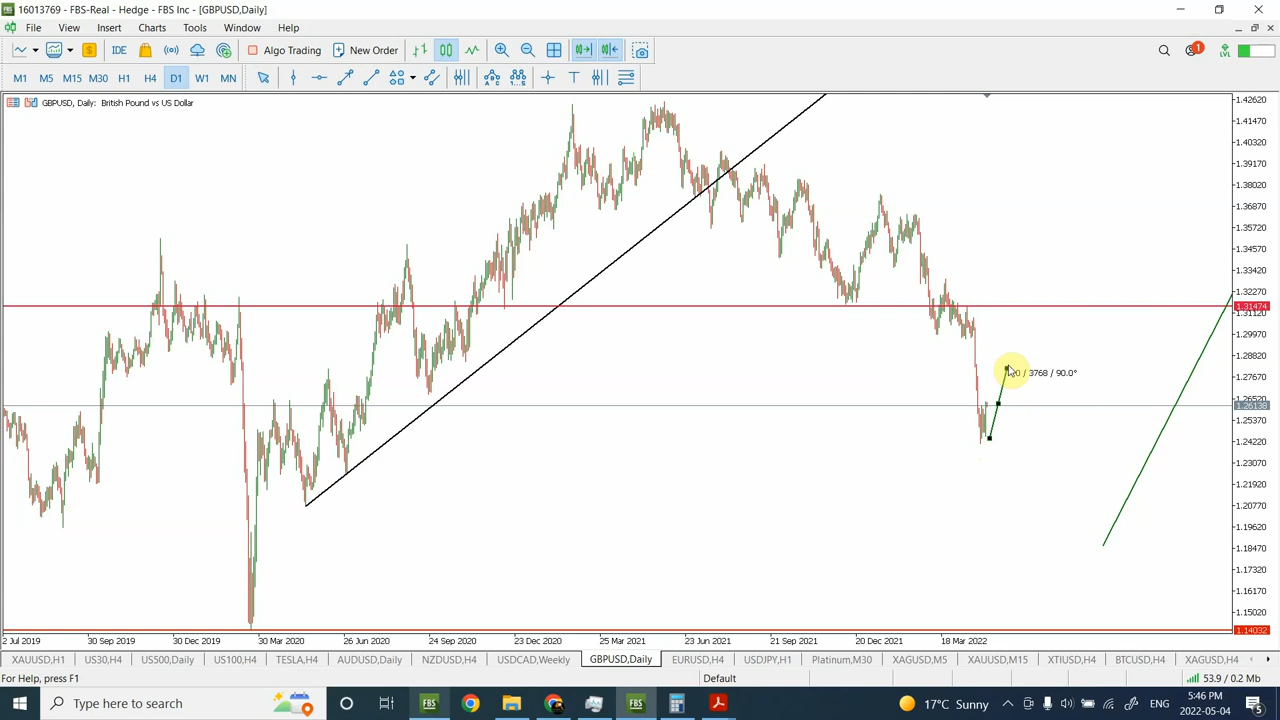 16013769 - FBS-Real - Hedge - FBS Inc - [GBPUSD,Daily]
File View Insert Charts Tools Window Help
IDE Algo Trading New Order 1 LVL
M1 M5 M15 M30 H1 H4 D1 W1 MN
GBPUSD, Daily: British Pound vs US Dollar
1.42620
1.41470
1.40320
1.39170
1.38020
1.36870
1.35720
1.34570
1.33420
1.32270
1.31474
1.31120
1.29970
1.28820
/ 3768 / 90.0°
1.27670
1.26520
1.26138
1.25370
1.24220
1.23070
1.21920
1.20770
1.19620
1.18470
1.17320
1.16170
1.15020
1.14032
2 Jul 2019 30 Sep 2019 30 Dec 2019 30 Mar 2020 26 Jun 2020 24 Sep 2020 23 Dec 2020 25 Mar 2021 23 Jun 2021 21 Sep 2021 20 Dec 2021 18 Mar 2022
XAUUSD,H1 US30,H4 US500,Daily US100,H4 TESLA,H4 AUDUSD,Daily NZDUSD,H4 USDCAD,Weekly GBPUSD,Daily EURUSD,H4 USDJPY,H1 Platinum,M30 XAGUSD,M5 XAUUSD,M15 XTIUSD,H4 BTCUSD,H4 XAGUSD,H4
For Help, press F1 Default 53.9 / 0.2 Mb
Type here to search 17°C Sunny ENG 5:46 PM
2022-05-04 5